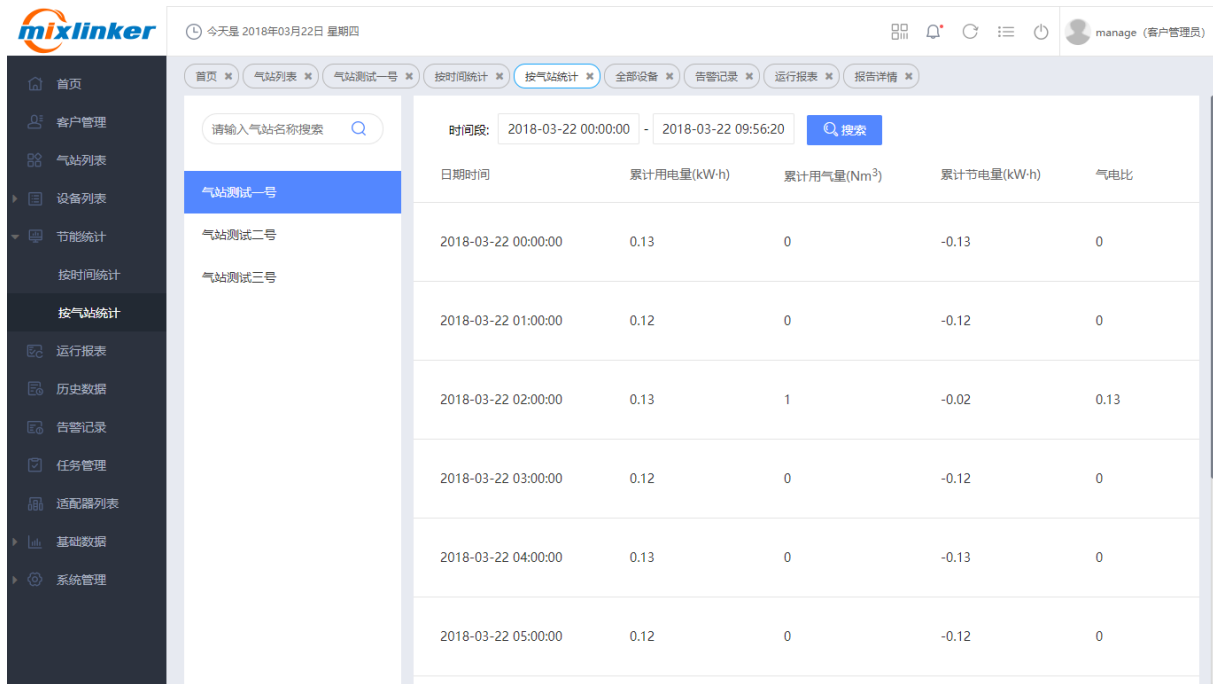 mixlinker
今天是 2018年03月22日 星期四
manage（客户管理员）
首页
客户管理
气站列表
设备列表
节能统计
按时间统计
按气站统计
运行报表
历史数据
告警记录
任务管理
适配器列表
基础数据
系统管理
首页 × 气站列表 × 气站测试一号 × 按时间统计 × 按气站统计 × 全部设备 × 告警记录 × 运行报表 × 报告详情 ×
请输入气站名称搜索
气站测试一号
气站测试二号
气站测试三号
时间段: 2018-03-22 00:00:00 - 2018-03-22 09:56:20 搜索
日期时间 累计用电量(kW·h) 累计用气量(Nm³) 累计节电量(kW·h) 气电比
2018-03-22 00:00:00 0.13 0 -0.13 0
2018-03-22 01:00:00 0.12 0 -0.12 0
2018-03-22 02:00:00 0.13 1 -0.02 0.13
2018-03-22 03:00:00 0.12 0 -0.12 0
2018-03-22 04:00:00 0.13 0 -0.13 0
2018-03-22 05:00:00 0.12 0 -0.12 0